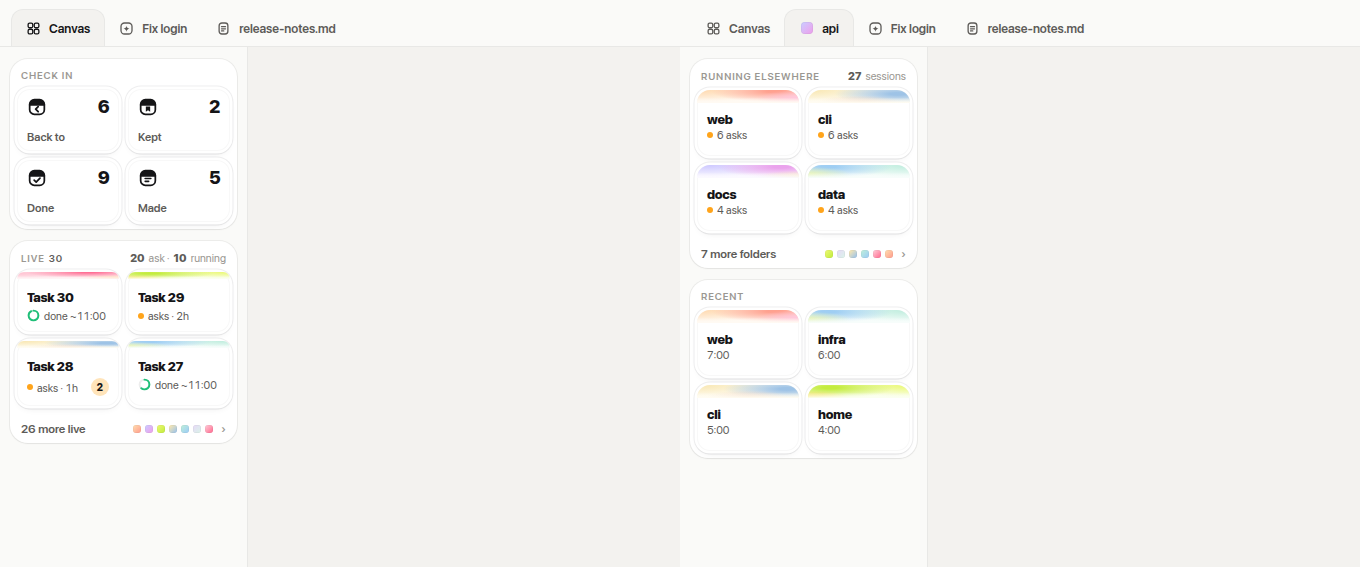 Canvas
Fix login
release-notes.md
CHECK IN
6
2
Back to
Kept
9
5
Done
Made
LIVE 30
20 ask · 10 running
Task 30
done ~11:00
Task 29
asks · 2h
Task 28
asks · 1h
2
Task 27
done ~11:00
26 more live
Canvas
api
Fix login
release-notes.md
RUNNING ELSEWHERE
27 sessions
web
6 asks
cli
6 asks
docs
4 asks
data
4 asks
7 more folders
RECENT
web
7:00
infra
6:00
cli
5:00
home
4:00